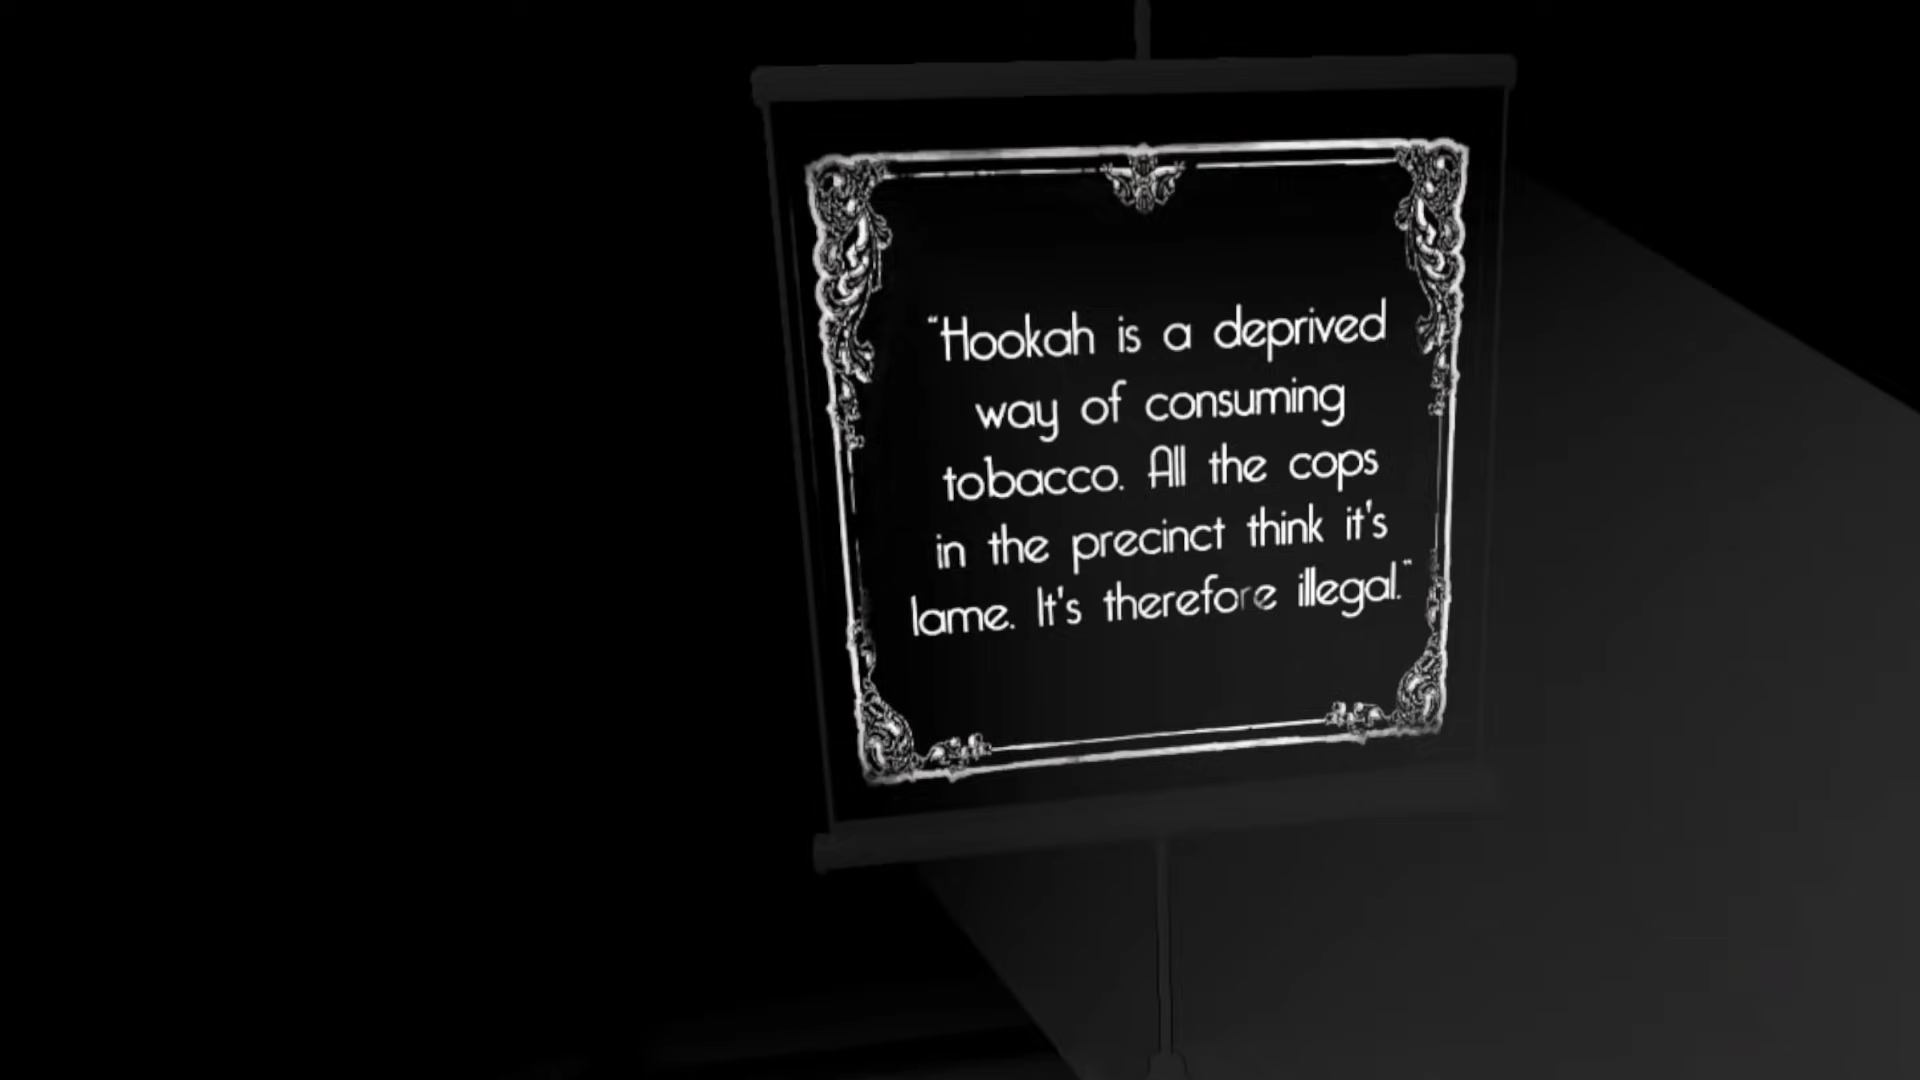 "Hookah is a deprived
way of consuming
tobacco. All the cops
in the precinct think it's
lame. It's therefore illegal."